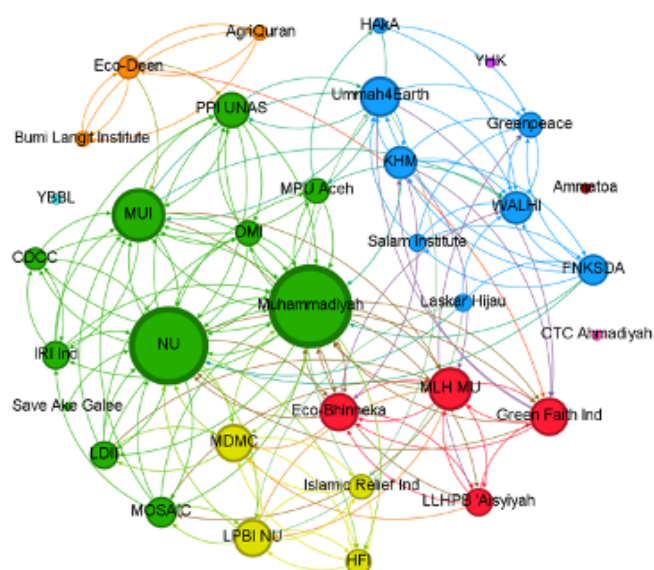 HAkA
AgriQuran
YHK
Eco-Deen
Ummah4Earth
PPI UNAS
Greenpeace
Bumi Langit Institute
KHM
YBBL
MPU Aceh
Ammatoa
MUI
WALHI
DMI
Salam Institute
CDCC
FNKSDA
Muhammadiyah
Laskar Hijau
NU
CTC Ahmadiyah
IRI Ind
MLH MU
Save Ake Galee
Eco-Bhinneka
Green Faith Ind
MDMC
LDII
Islamic Relief Ind
LLHPB 'Aisyiyah
MOSAIC
LPBI NU
HFI